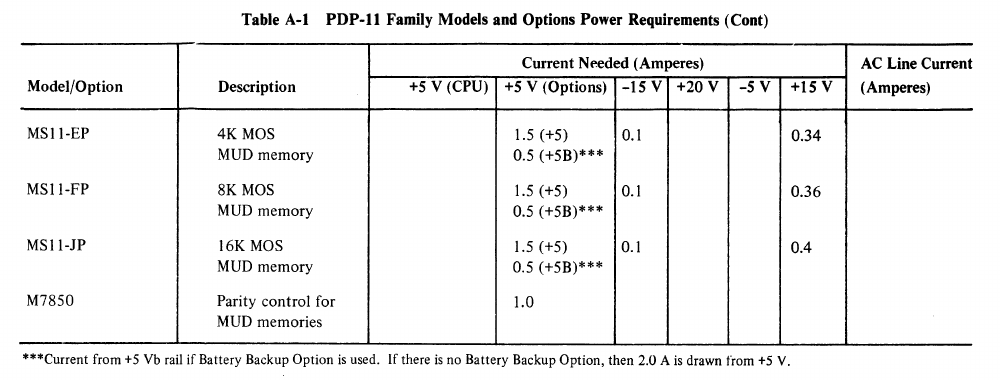 Table A-1 PDP-11 Family Models and Options Power Requirements (Cont)
Current Needed (Amperes) AC Line Current
Model/Option Description +5 V (CPU) +5 V (Options) −15 V +20 V −5 V +15 V (Amperes)
MS11-EP 4K MOS 1.5 (+5) 0.1 0.34
MUD memory 0.5 (+5B)***
MS11-FP 8K MOS 1.5 (+5) 0.1 0.36
MUD memory 0.5 (+5B)***
MS11-JP 16K MOS 1.5 (+5) 0.1 0.4
MUD memory 0.5 (+5B)***
M7850 Parity control for 1.0
MUD memories
***Current from +5 Vb rail if Battery Backup Option is used. If there is no Battery Backup Option, then 2.0 A is drawn from +5 V.